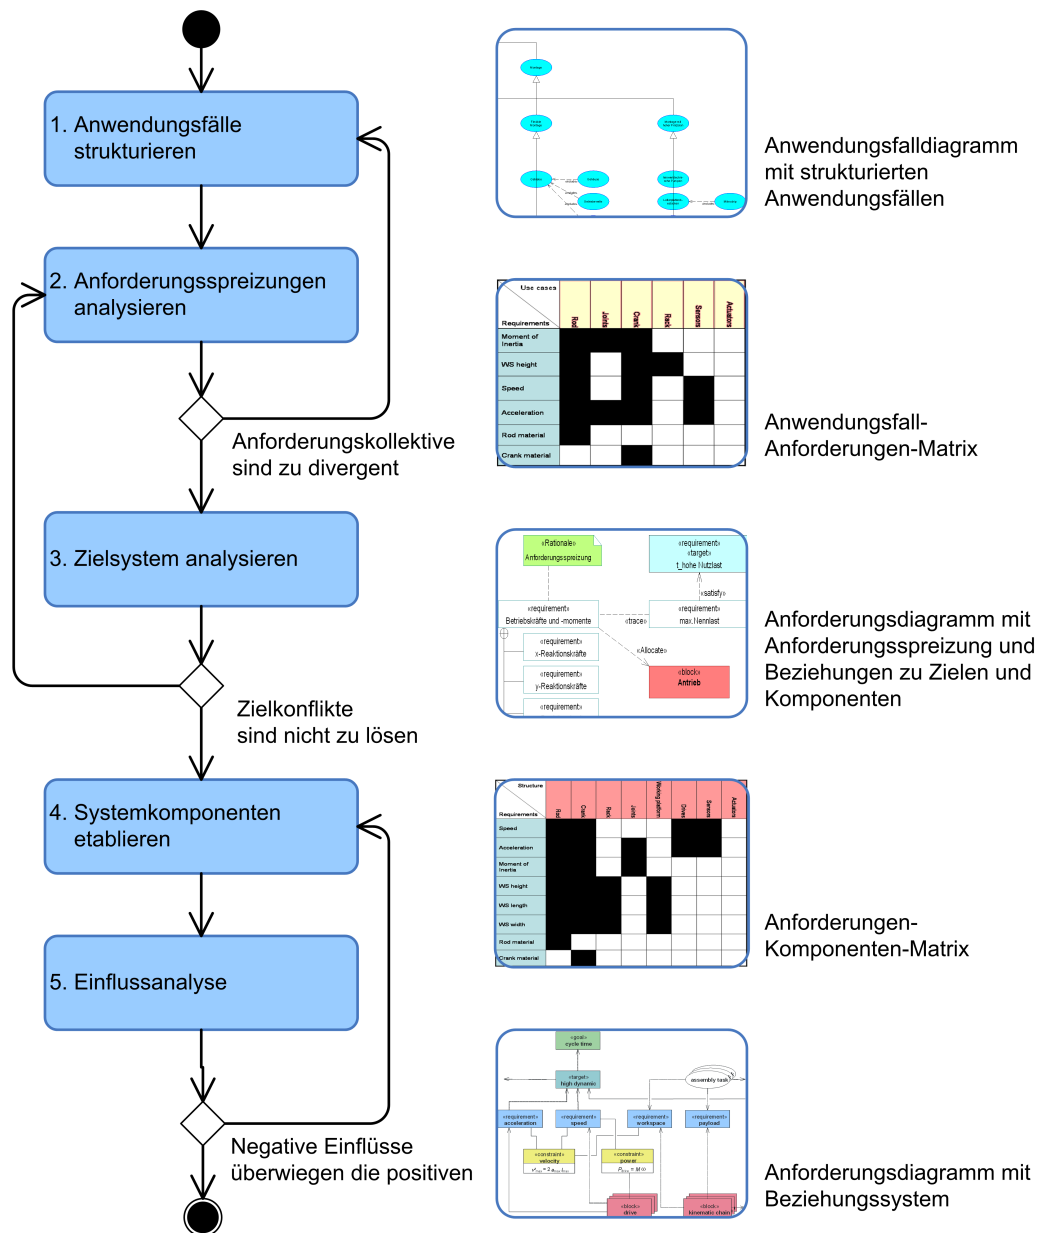 1. Anwendungsfälle
strukturieren
Anwendungsfalldiagramm
mit strukturierten
Anwendungsfällen
2. Anforderungsspreizungen
analysieren
Use cases
Requirements
Rod
Joints
Crank
Rack
Sensors
Actuators
Moment of
Inertia
WS height
Speed
Acceleration
Rod material
Crank material
Anwendungsfall-
Anforderungen-Matrix
Anforderungskollektive
sind zu divergent
3. Zielsystem analysieren
«Rationale»
Anforderungsspreizung
«requirement»
«target»
t_hohe Nutzlast
«satisfy»
«requirement»
Betriebskräfte und -momente
«trace»
«requirement»
max.Nennlast
«requirement»
x-Reaktionskräfte
«Allocate»
«requirement»
y-Reaktionskräfte
«block»
Antrieb
«requirement»
Anforderungsdiagramm mit
Anforderungsspreizung und
Beziehungen zu Zielen und
Komponenten
Zielkonflikte
sind nicht zu lösen
4. Systemkomponenten
etablieren
Structure
Requirements
Rod
Crank
Rack
Joints
Working platform
Drives
Sensors
Actuators
Speed
Acceleration
Moment of
Inertia
WS height
WS length
WS width
Rod material
Crank material
Anforderungen-
Komponenten-Matrix
5. Einflussanalyse
«goal»
cycle time
«target»
high dynamic
assembly task
«requirement»
acceleration
«requirement»
speed
«requirement»
workspace
«requirement»
payload
«constraint»
velocity
«constraint»
power
«block»
drive
«block»
kinematic chain
Negative Einflüsse
überwiegen die positiven
Anforderungsdiagramm mit
Beziehungssystem